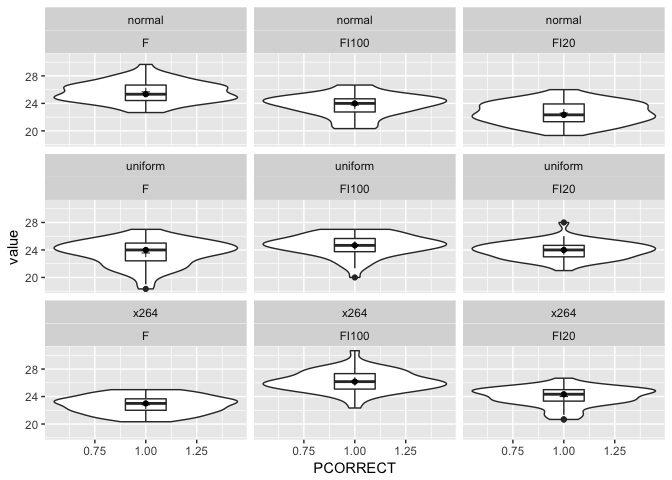 normal normal normal
F FI100 FI20
28
24
20
uniform uniform uniform
F FI100 FI20
28
24
20
value
x264 x264 x264
F FI100 FI20
28
24
20
0.75 1.00 1.25 0.75 1.00 1.25 0.75 1.00 1.25
PCORRECT